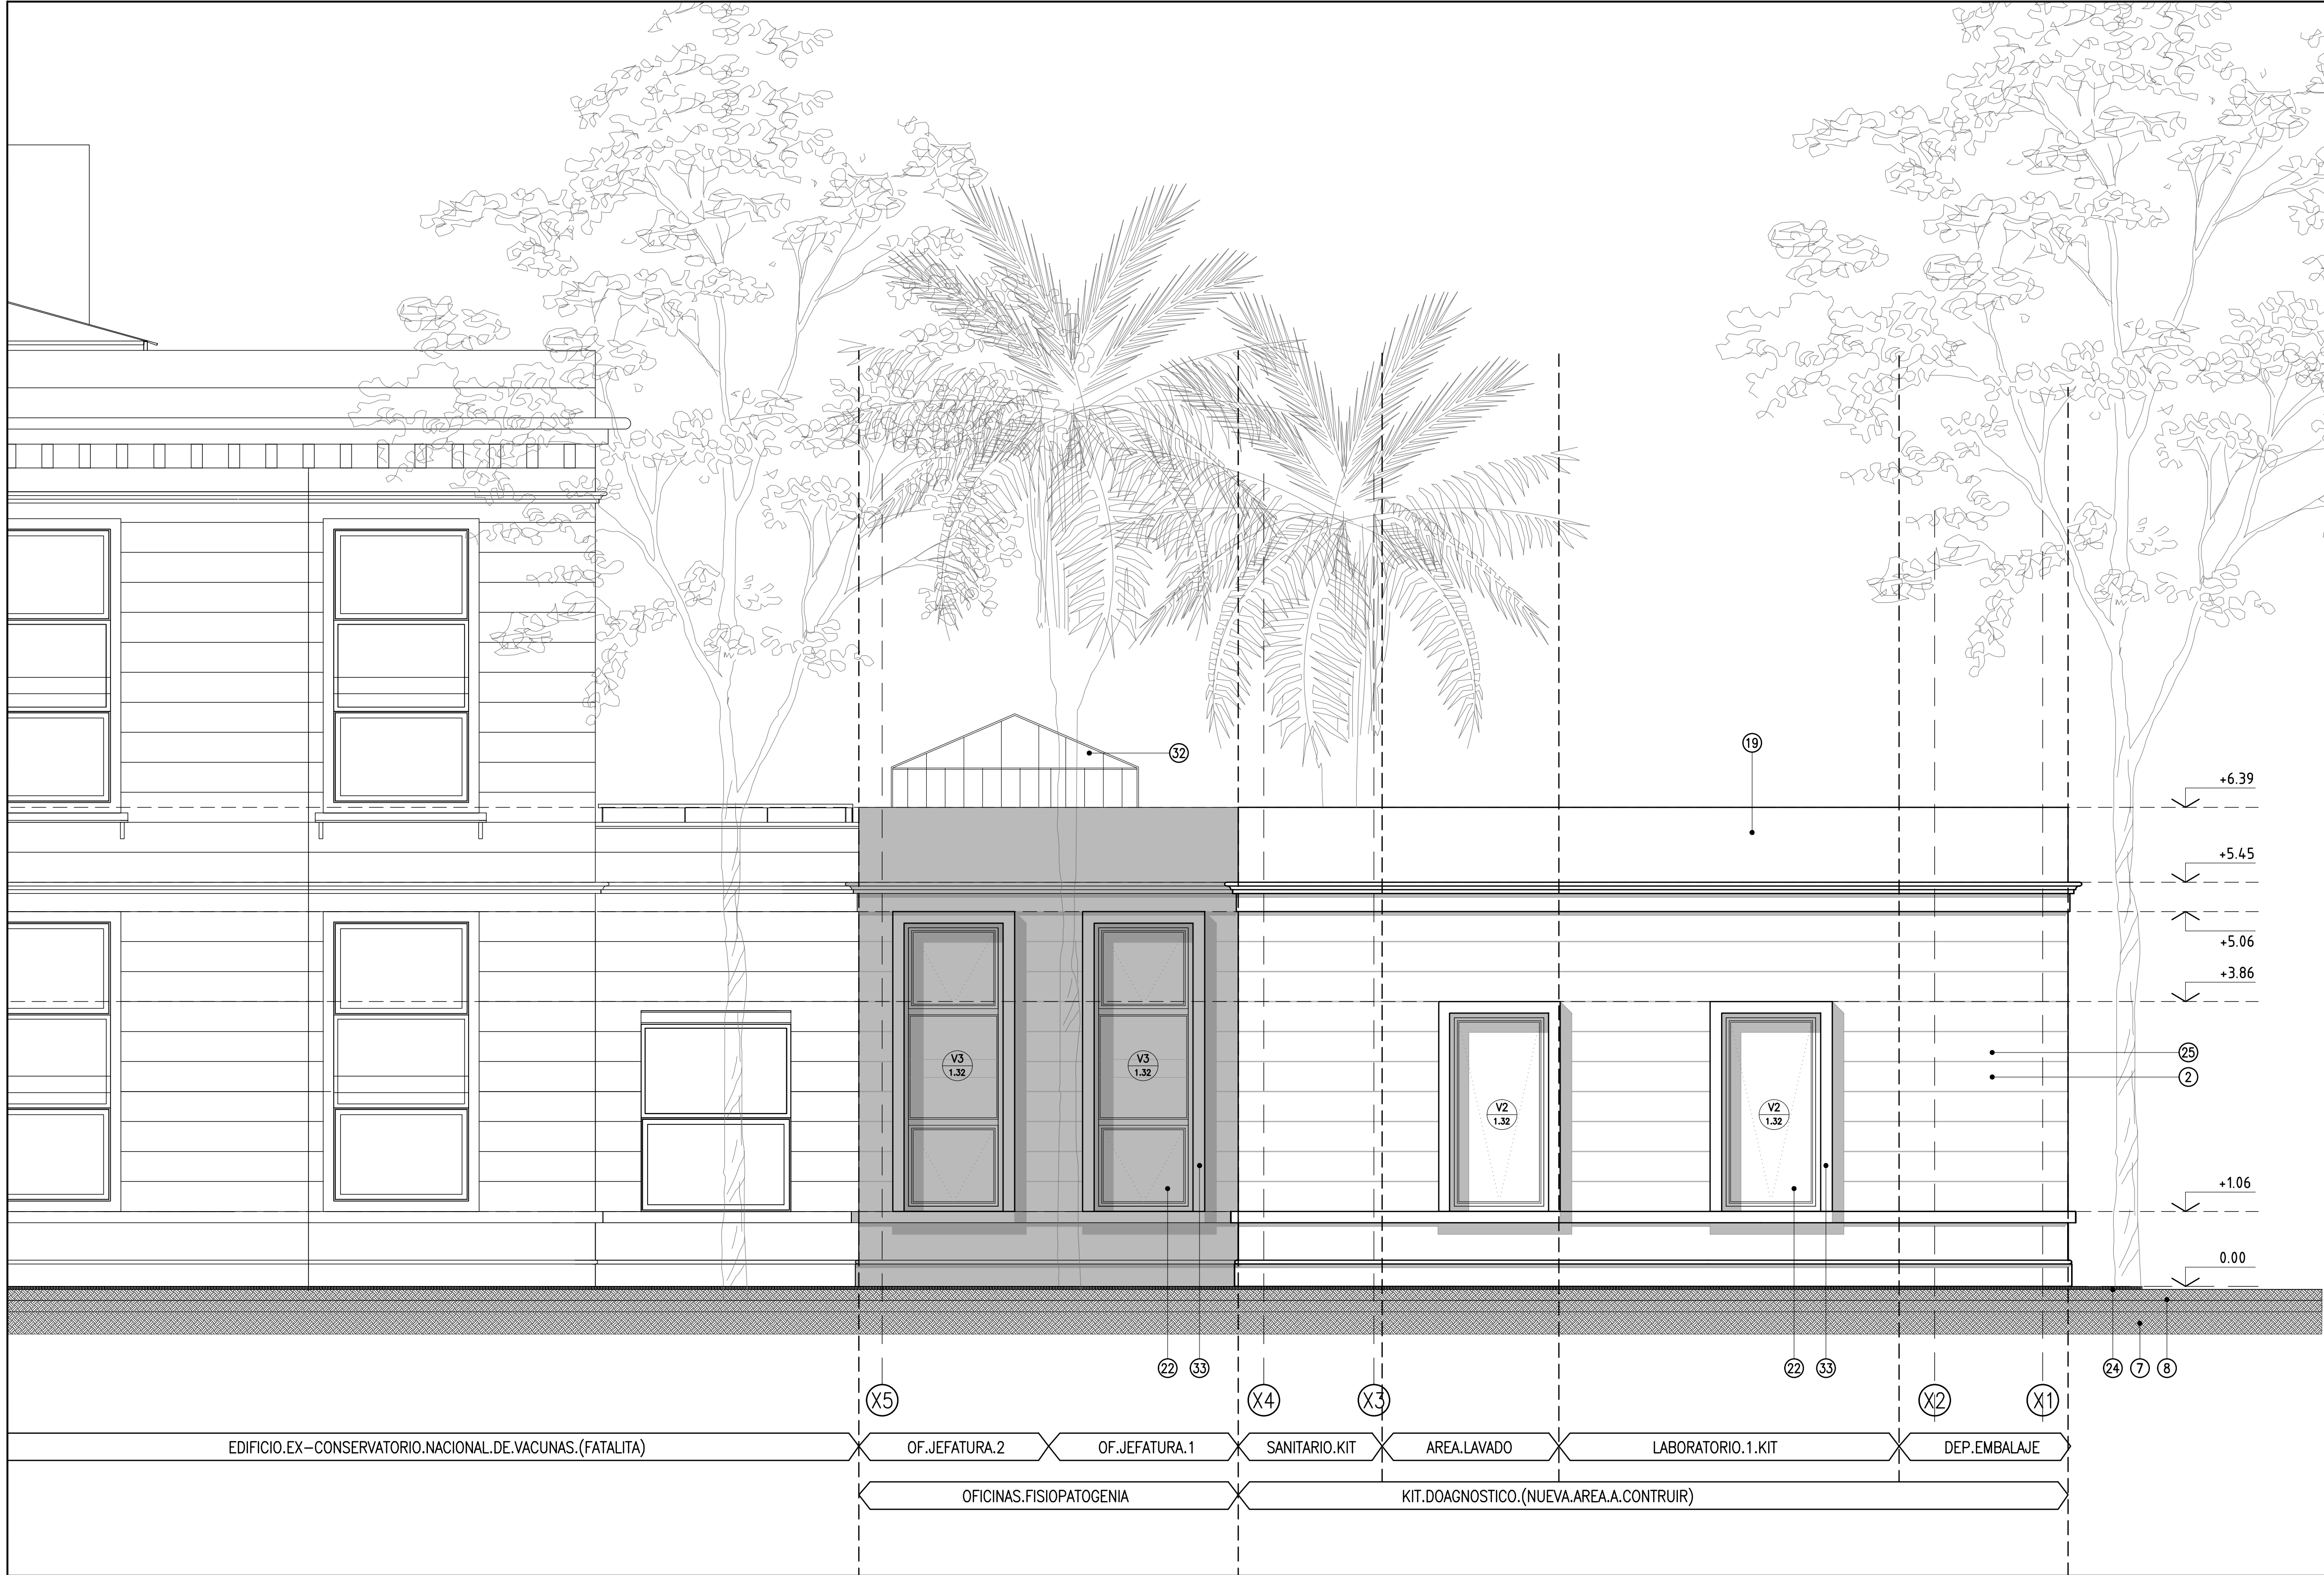 32
19
+6.39
+5.45
+5.06
+3.86
25
2
V3
1.32
V3
1.32
V2
1.32
V2
1.32
+1.06
0.00
22
33
22
33
24
7
8
X5
X4
X3
X2
X1
EDIFICIO.EX-CONSERVATORIO.NACIONAL.DE.VACUNAS.(FATALITA)
OF.JEFATURA.2
OF.JEFATURA.1
SANITARIO.KIT
AREA.LAVADO
LABORATORIO.1.KIT
DEP.EMBALAJE
OFICINAS.FISIOPATOGENIA
KIT.DOAGNOSTICO.(NUEVA.AREA.A.CONTRUIR)